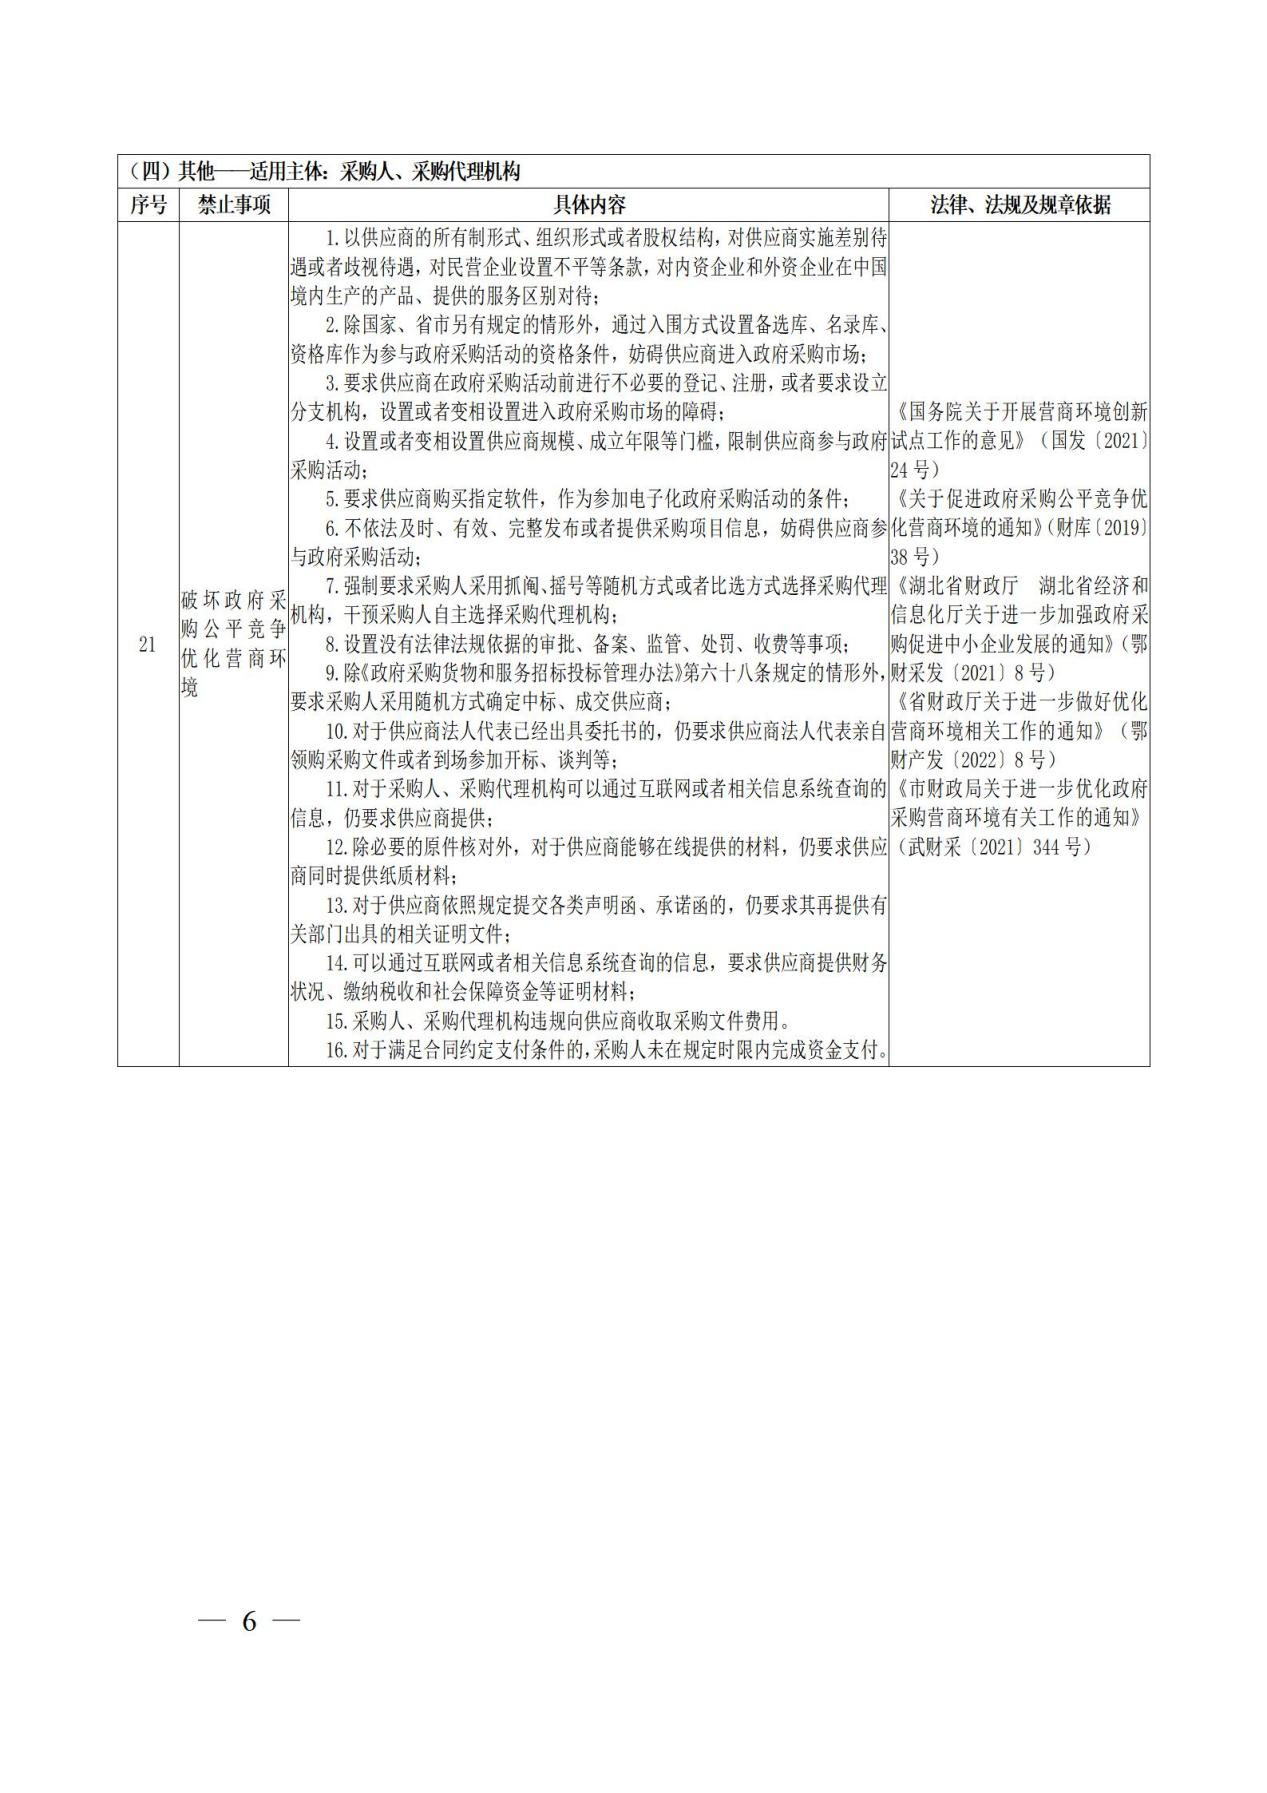 （四）其他——适用主体：采购人、采购代理机构
序号
禁止事项
具体内容
法律、法规及规章依据
21
破坏政府采
购公平竞争
优化营商环
境
1.以供应商的所有制形式、组织形式或者股权结构，对供应商实施差别待
遇或者歧视待遇，对民营企业设置不平等条款，对内资企业和外资企业在中国
境内生产的产品、提供的服务区别对待；
2.除国家、省市另有规定的情形外，通过入围方式设置备选库、名录库、
资格库作为参与政府采购活动的资格条件，妨碍供应商进入政府采购市场；
3.要求供应商在政府采购活动前进行不必要的登记、注册，或者要求设立
分支机构，设置或者变相设置进入政府采购市场的障碍；
4.设置或者变相设置供应商规模、成立年限等门槛，限制供应商参与政府
采购活动；
5.要求供应商购买指定软件，作为参加电子化政府采购活动的条件；
6.不依法及时、有效、完整发布或者提供采购项目信息，妨碍供应商参
与政府采购活动；
7.强制要求采购人采用抓阄、摇号等随机方式或者比选方式选择采购代理
机构，干预采购人自主选择采购代理机构；
8.设置没有法律法规依据的审批、备案、监管、处罚、收费等事项；
9.除《政府采购货物和服务招标投标管理办法》第六十八条规定的情形外，
要求采购人采用随机方式确定中标、成交供应商；
10.对于供应商法人代表已经出具委托书的，仍要求供应商法人代表亲自
领购采购文件或者到场参加开标、谈判等；
11.对于采购人、采购代理机构可以通过互联网或者相关信息系统查询的
信息，仍要求供应商提供；
12.除必要的原件核对外，对于供应商能够在线提供的材料，仍要求供应
商同时提供纸质材料；
13.对于供应商依照规定提交各类声明函、承诺函的，仍要求其再提供有
关部门出具的相关证明文件；
14.可以通过互联网或者相关信息系统查询的信息，要求供应商提供财务
状况、缴纳税收和社会保障资金等证明材料；
15.采购人、采购代理机构违规向供应商收取采购文件费用。
16.对于满足合同约定支付条件的，采购人未在规定时限内完成资金支付。
《国务院关于开展营商环境创新
试点工作的意见》（国发〔2021〕
24 号）
《关于促进政府采购公平竞争优
化营商环境的通知》（财库〔2019〕
38 号）
《湖北省财政厅　湖北省经济和
信息化厅关于进一步加强政府采
购促进中小企业发展的通知》（鄂
财采发〔2021〕8 号）
《省财政厅关于进一步做好优化
营商环境相关工作的通知》（鄂
财产发〔2022〕8 号）
《市财政局关于进一步优化政府
采购营商环境有关工作的通知》
（武财采〔2021〕344 号）
— 6 —